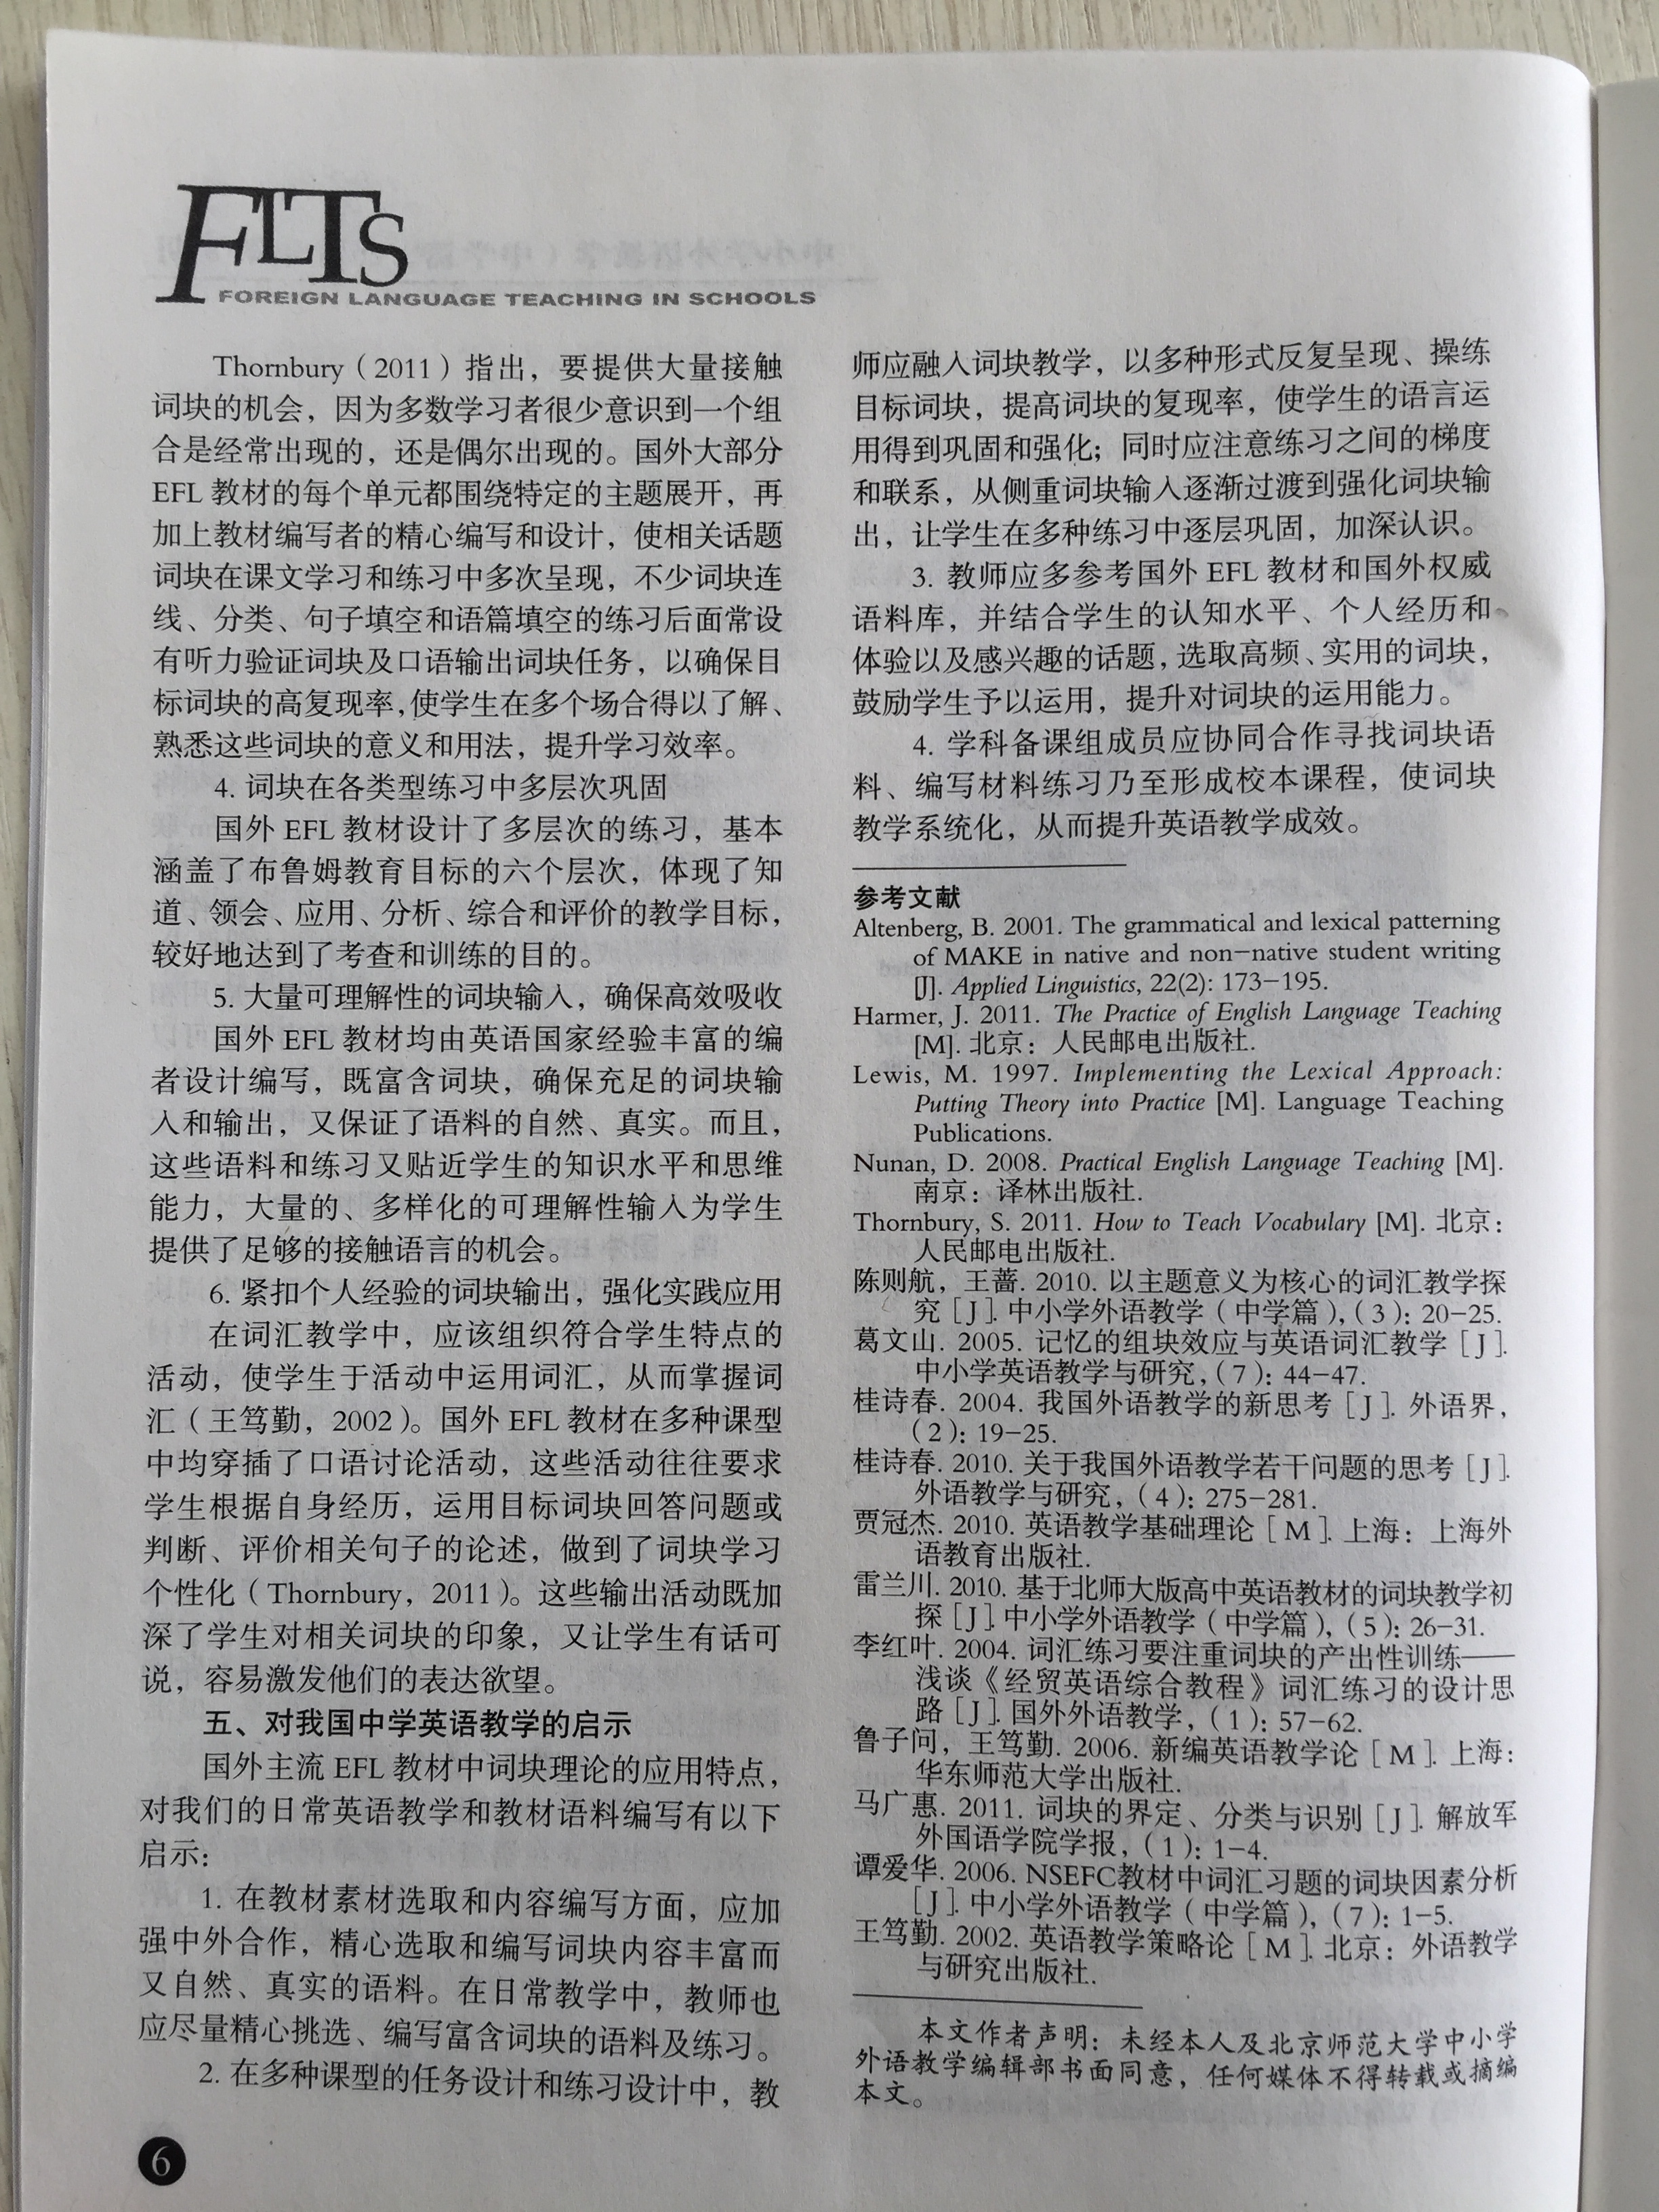 FLTS
FOREIGN LANGUAGE TEACHING IN SCHOOLS
Thornbury（2011）指出，要提供大量接触
词块的机会，因为多数学习者很少意识到一个组
合是经常出现的，还是偶尔出现的。国外大部分
EFL 教材的每个单元都围绕特定的主题展开，再
加上教材编写者的精心编写和设计，使相关话题
词块在课文学习和练习中多次呈现，不少词块连
线、分类、句子填空和语篇填空的练习后面常设
有听力验证词块及口语输出词块任务，以确保目
标词块的高复现率，使学生在多个场合得以了解、
熟悉这些词块的意义和用法，提升学习效率。
4. 词块在各类型练习中多层次巩固
国外 EFL 教材设计了多层次的练习，基本
涵盖了布鲁姆教育目标的六个层次，体现了知
道、领会、应用、分析、综合和评价的教学目标，
较好地达到了考查和训练的目的。
5. 大量可理解性的词块输入，确保高效吸收
国外 EFL 教材均由英语国家经验丰富的编
者设计编写，既富含词块，确保充足的词块输
入和输出，又保证了语料的自然、真实。而且，
这些语料和练习又贴近学生的知识水平和思维
能力，大量的、多样化的可理解性输入为学生
提供了足够的接触语言的机会。
6. 紧扣个人经验的词块输出，强化实践应用
在词汇教学中，应该组织符合学生特点的
活动，使学生于活动中运用词汇，从而掌握词
汇（王笃勤，2002）。国外 EFL 教材在多种课型
中均穿插了口语讨论活动，这些活动往往要求
学生根据自身经历，运用目标词块回答问题或
判断、评价相关句子的论述，做到了词块学习
个性化（Thornbury，2011）。这些输出活动既加
深了学生对相关词块的印象，又让学生有话可
说，容易激发他们的表达欲望。
五、对我国中学英语教学的启示
国外主流 EFL 教材中词块理论的应用特点，
对我们的日常英语教学和教材语料编写有以下
启示：
1. 在教材素材选取和内容编写方面，应加
强中外合作，精心选取和编写词块内容丰富而
又自然、真实的语料。在日常教学中，教师也
应尽量精心挑选、编写富含词块的语料及练习。
2. 在多种课型的任务设计和练习设计中，教
师应融入词块教学，以多种形式反复呈现、操练
目标词块，提高词块的复现率，使学生的语言运
用得到巩固和强化；同时应注意练习之间的梯度
和联系，从侧重词块输入逐渐过渡到强化词块输
出，让学生在多种练习中逐层巩固，加深认识。
3. 教师应多参考国外 EFL 教材和国外权威
语料库，并结合学生的认知水平、个人经历和
体验以及感兴趣的话题，选取高频、实用的词块，
鼓励学生予以运用，提升对词块的运用能力。
4. 学科备课组成员应协同合作寻找词块语
料、编写材料练习乃至形成校本课程，使词块
教学系统化，从而提升英语教学成效。
参考文献
Altenberg, B. 2001. The grammatical and lexical patterning
of MAKE in native and non-native student writing
[J]. Applied Linguistics, 22(2): 173-195.
Harmer, J. 2011. The Practice of English Language Teaching
[M]. 北京：人民邮电出版社.
Lewis, M. 1997. Implementing the Lexical Approach:
Putting Theory into Practice [M]. Language Teaching
Publications.
Nunan, D. 2008. Practical English Language Teaching [M].
南京：译林出版社.
Thornbury, S. 2011. How to Teach Vocabulary [M]. 北京：
人民邮电出版社.
陈则航，王蔷. 2010. 以主题意义为核心的词汇教学探
究［J］. 中小学外语教学（中学篇），（3）：20-25.
葛文山. 2005. 记忆的组块效应与英语词汇教学［J］.
中小学英语教学与研究，（7）：44-47.
桂诗春. 2004. 我国外语教学的新思考［J］. 外语界，
（2）：19-25.
桂诗春. 2010. 关于我国外语教学若干问题的思考［J］.
外语教学与研究，（4）：275-281.
贾冠杰. 2010. 英语教学基础理论［M］. 上海：上海外
语教育出版社.
雷兰川. 2010. 基于北师大版高中英语教材的词块教学初
探［J］. 中小学外语教学（中学篇），（5）：26-31.
李红叶. 2004. 词汇练习要注重词块的产出性训练——
浅谈《经贸英语综合教程》词汇练习的设计思
路［J］. 国外外语教学，（1）：57-62.
鲁子问，王笃勤. 2006. 新编英语教学论［M］. 上海：
华东师范大学出版社.
马广惠. 2011. 词块的界定、分类与识别［J］. 解放军
外国语学院学报，（1）：1-4.
谭爱华. 2006. NSEFC教材中词汇习题的词块因素分析
［J］. 中小学外语教学（中学篇），（7）：1-5.
王笃勤. 2002. 英语教学策略论［M］. 北京：外语教学
与研究出版社.
本文作者声明：未经本人及北京师范大学中小学
外语教学编辑部书面同意，任何媒体不得转载或摘编
本文。
6